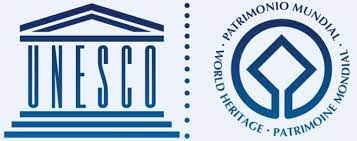 UNESCO
PATRIMONIO MUNDIAL · WORLD HERITAGE · PATRIMOINE MONDIAL ·